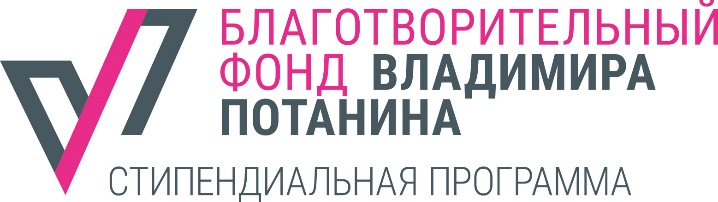 БЛАГОТВОРИТЕЛЬНЫЙ
ФОНД ВЛАДИМИРА
ПОТАНИНА
СТИПЕНДИАЛЬНАЯ ПРОГРАММА